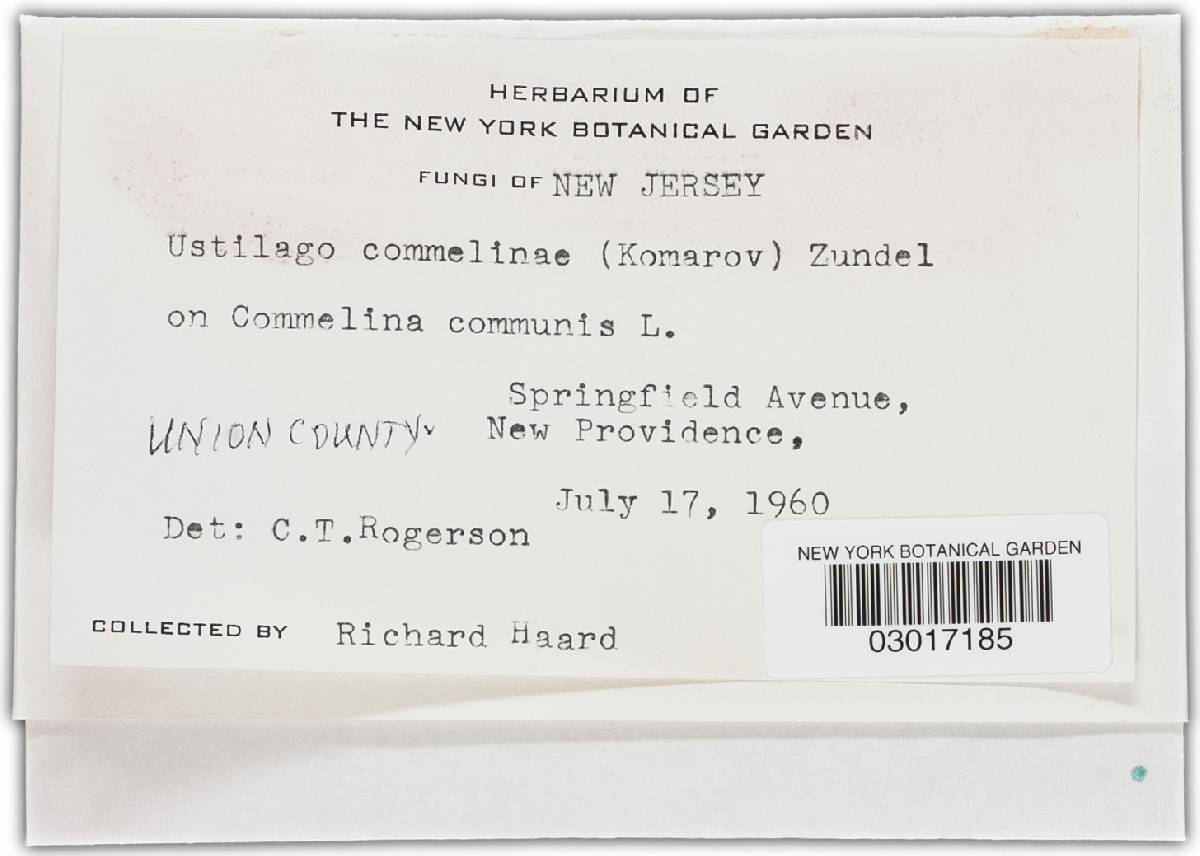 HERBARIUM OF
THE NEW YORK BOTANICAL GARDEN
FUNGI OF NEW JERSEY
Ustilago commelinae (Komarov) Zundel
on Commelina communis L.
Springfield Avenue,
UNION COUNTY New Providence,
July 17, 1960
Det: C.T.Rogerson
NEW YORK BOTANICAL GARDEN
03017185
COLLECTED BY Richard Haard